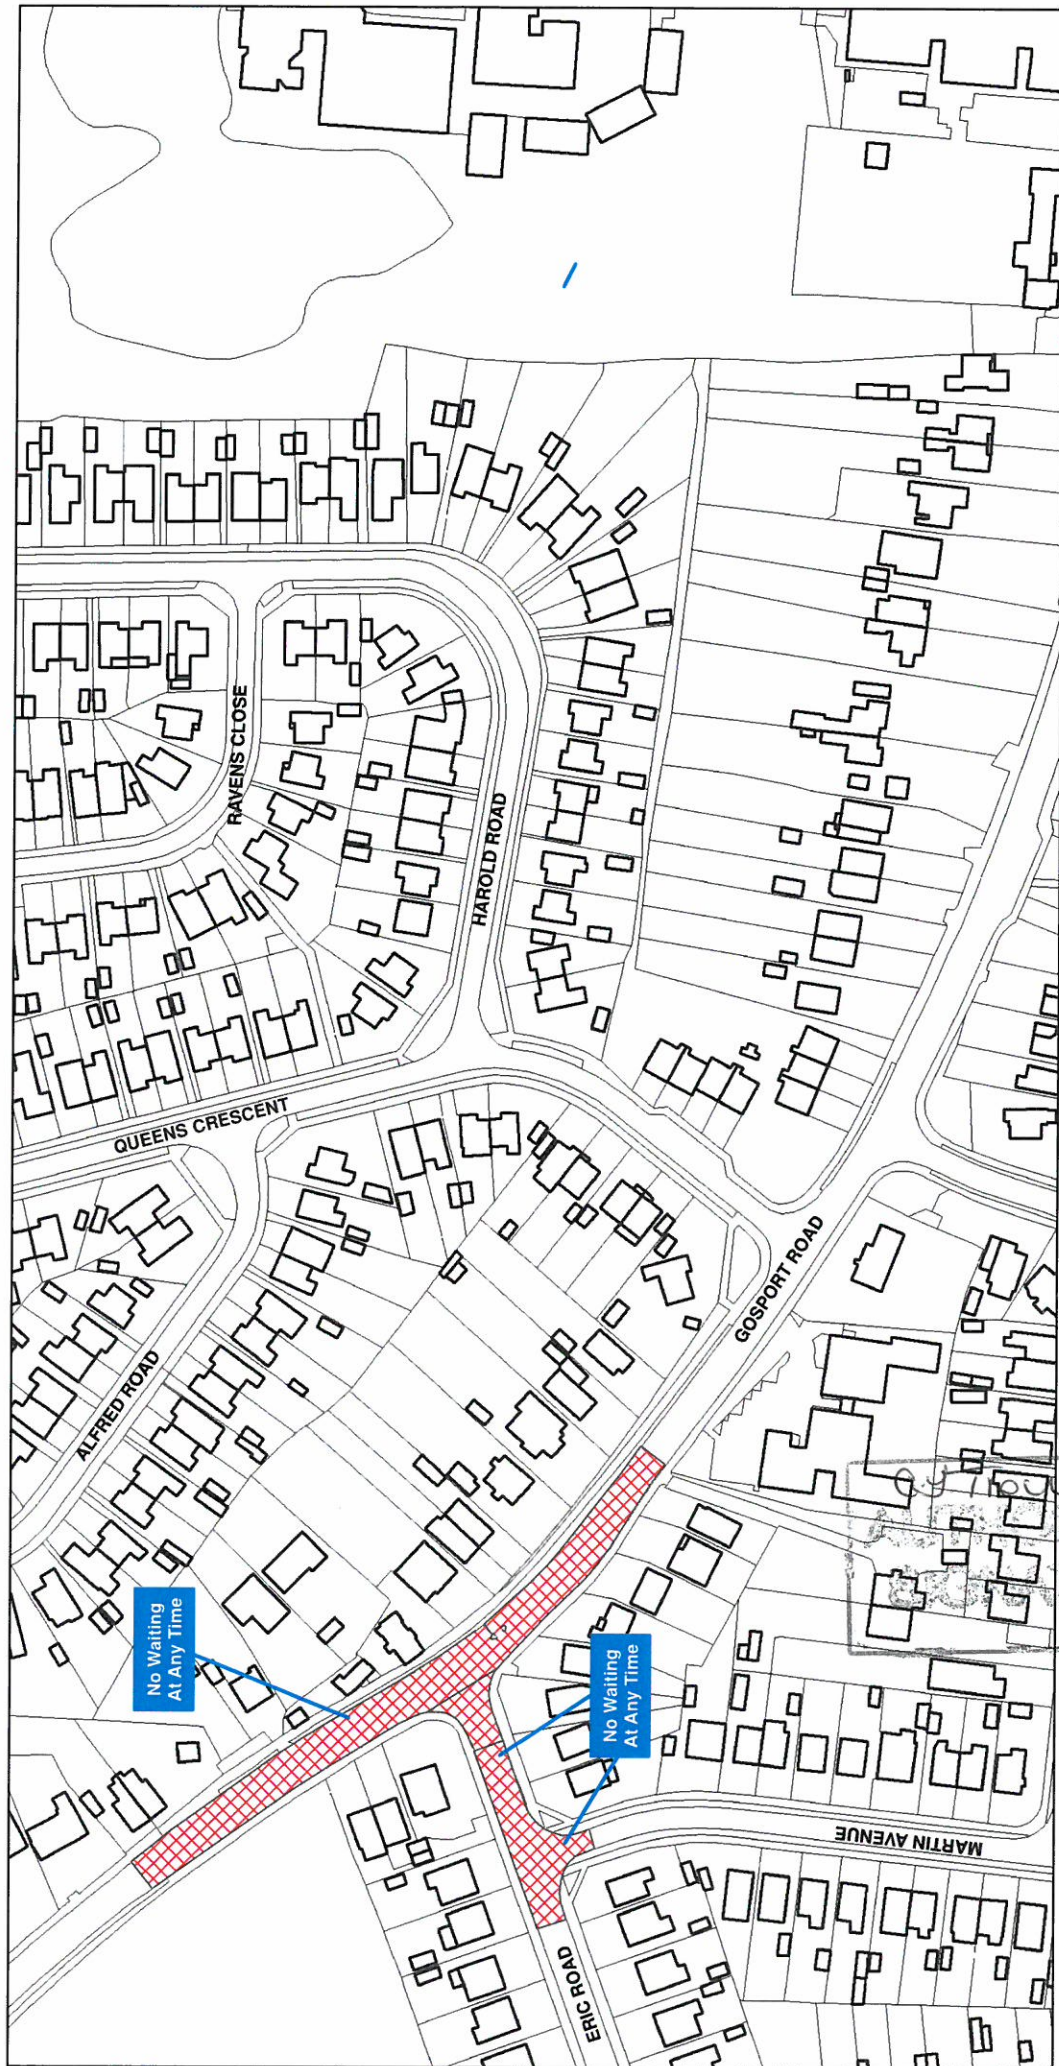 RAVENS CLOSE
HAROLD ROAD
QUEENS CRESCENT
ALFRED ROAD
GOSPORT ROAD
No Waiting
At Any Time
No Waiting
At Any Time
MARTIN AVENUE
ERIC ROAD